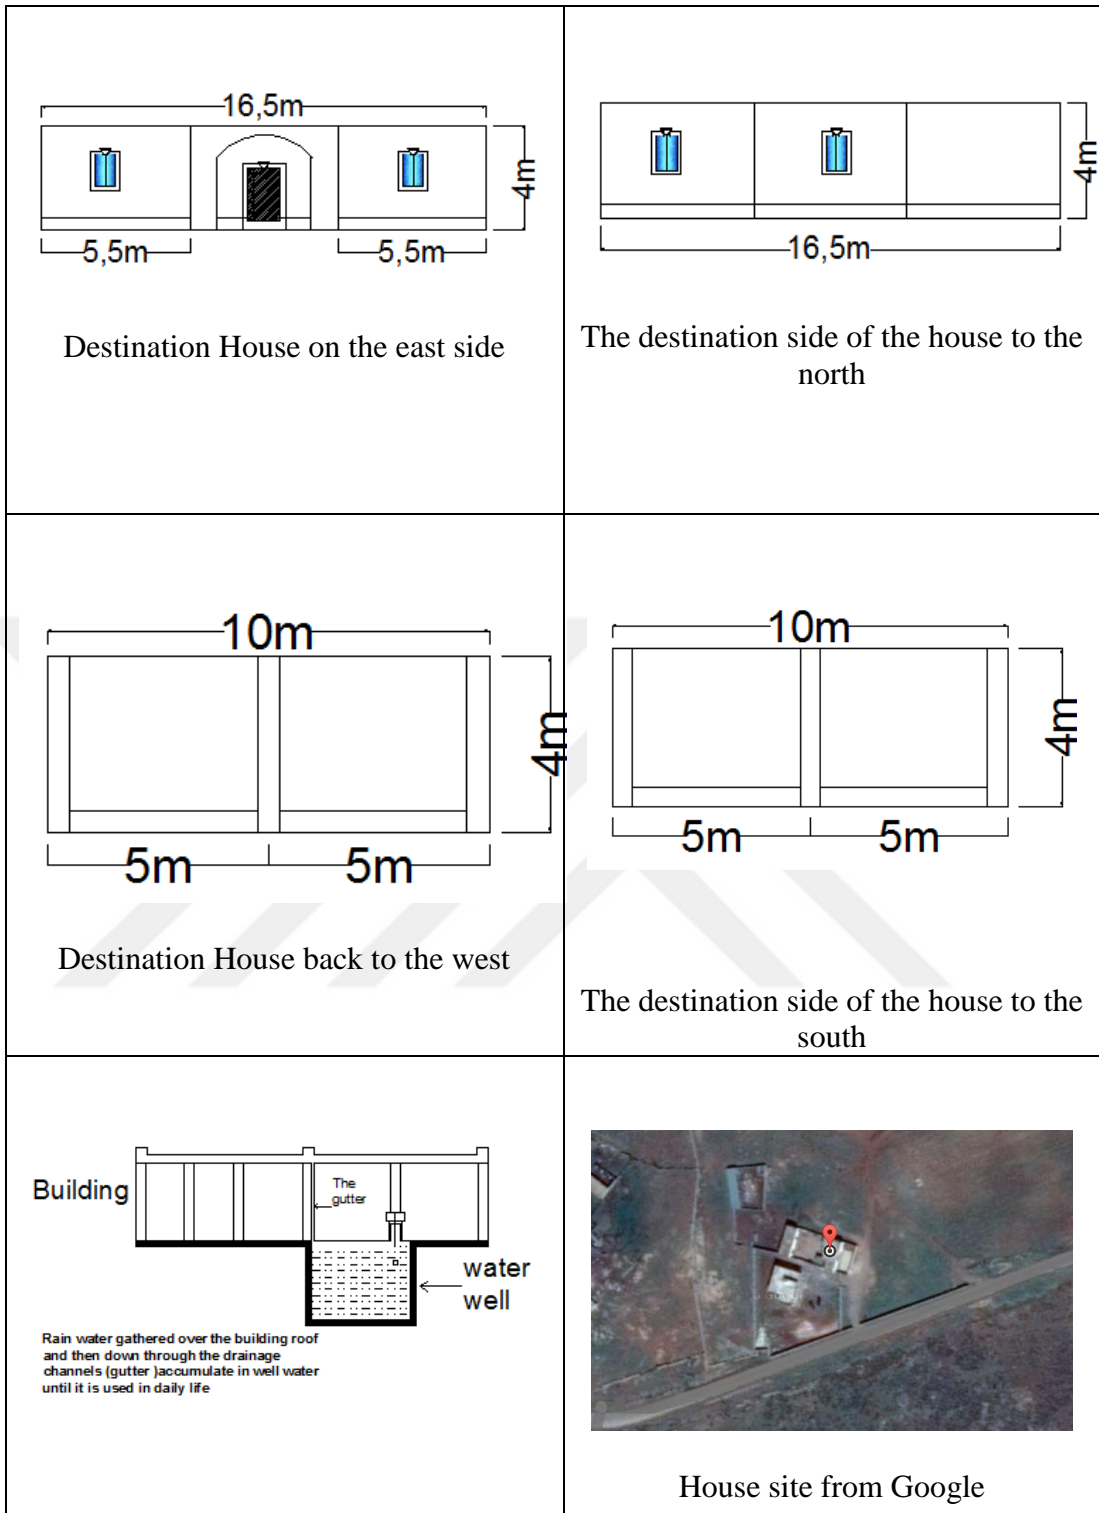 16,5m
4m
5,5m
5,5m
Destination House on the east side
4m
16,5m
The destination side of the house to the
north
10m
4m
5m
5m
Destination House back to the west
10m
4m
5m
5m
The destination side of the house to the
south
Building
The
gutter
water
well
Rain water gathered over the building roof
and then down through the drainage
channels (gutter )accumulate in well water
until it is used in daily life
House site from Google